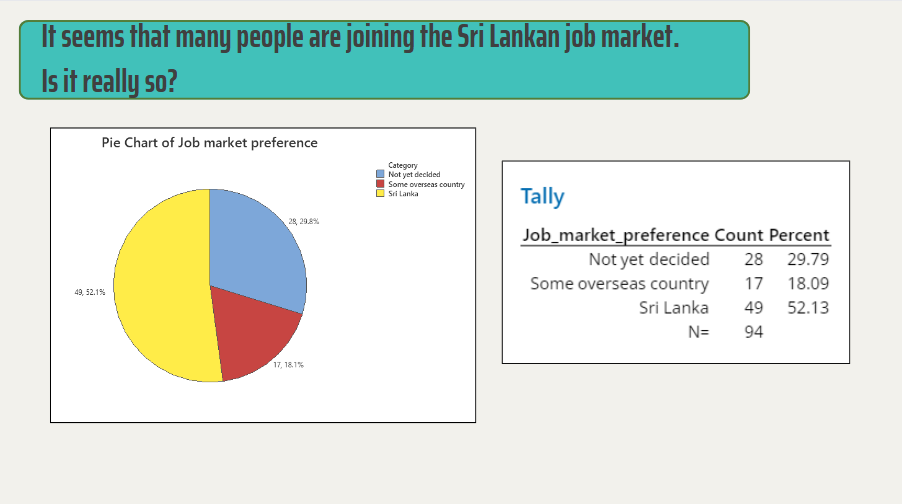 It seems that many people are joining the Sri Lankan job market.
Is it really so?
Pie Chart of Job market preference
Category
Not yet decided
Some overseas country
Sri Lanka
28, 29.8%
49, 52.1%
17, 18.1%
Tally
Job_market_preference Count Percent
Not yet decided 28 29.79
Some overseas country 17 18.09
Sri Lanka 49 52.13
N= 94